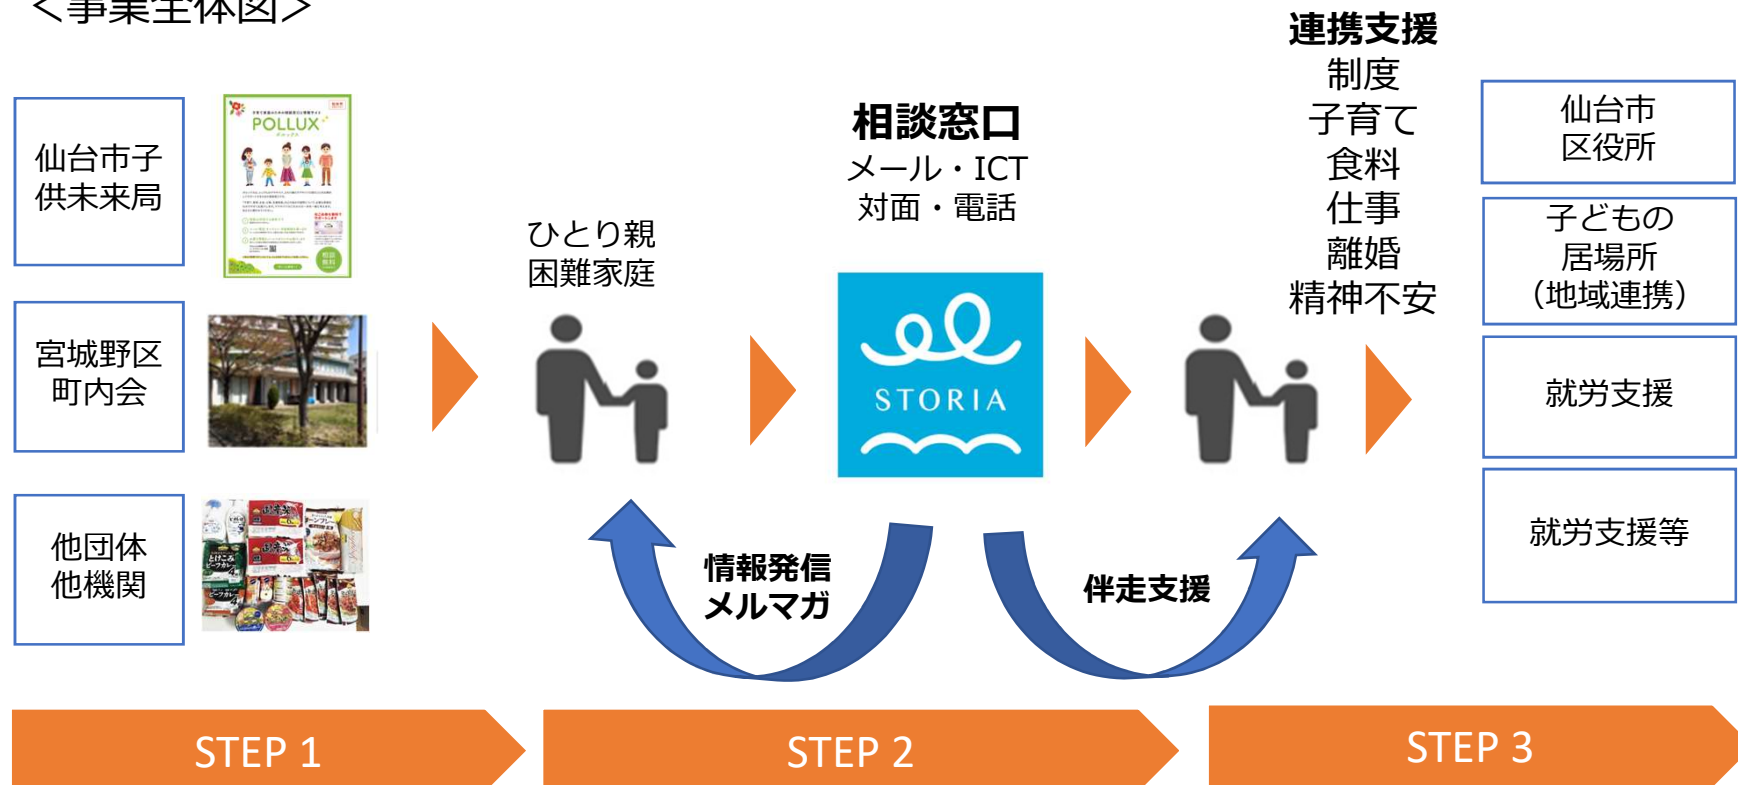 ＜事業全体図＞
仙台市子
供未来局
POLLUX
宮城野区
町内会
他団体
他機関
ひとり親
困難家庭
相談窓口
メール・ICT
対面・電話
STORIA
情報発信
メルマガ
伴走支援
連携支援
制度
子育て
食料
仕事
離婚
精神不安
仙台市
区役所
子どもの
居場所
（地域連携）
就労支援
就労支援等
STEP 1
STEP 2
STEP 3